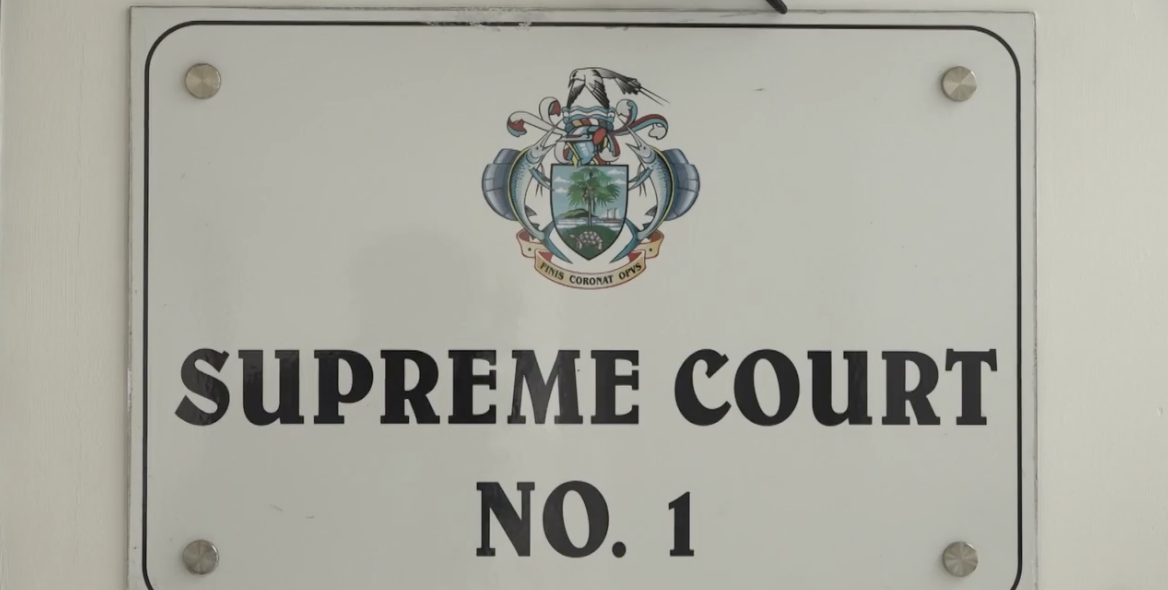 FINIS CORONAT OPVS
SUPREME COURT
NO. 1